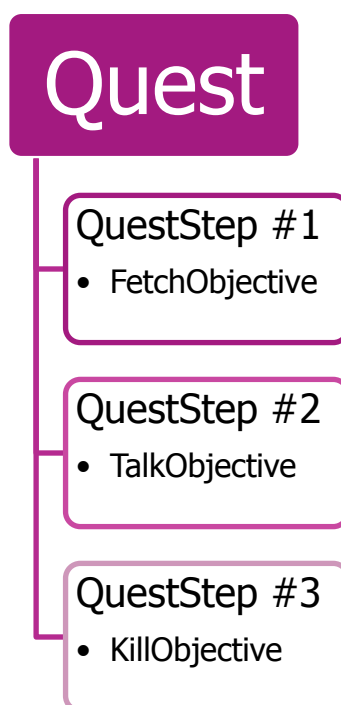 Quest
QuestStep #1
• FetchObjective
QuestStep #2
• TalkObjective
QuestStep #3
• KillObjective